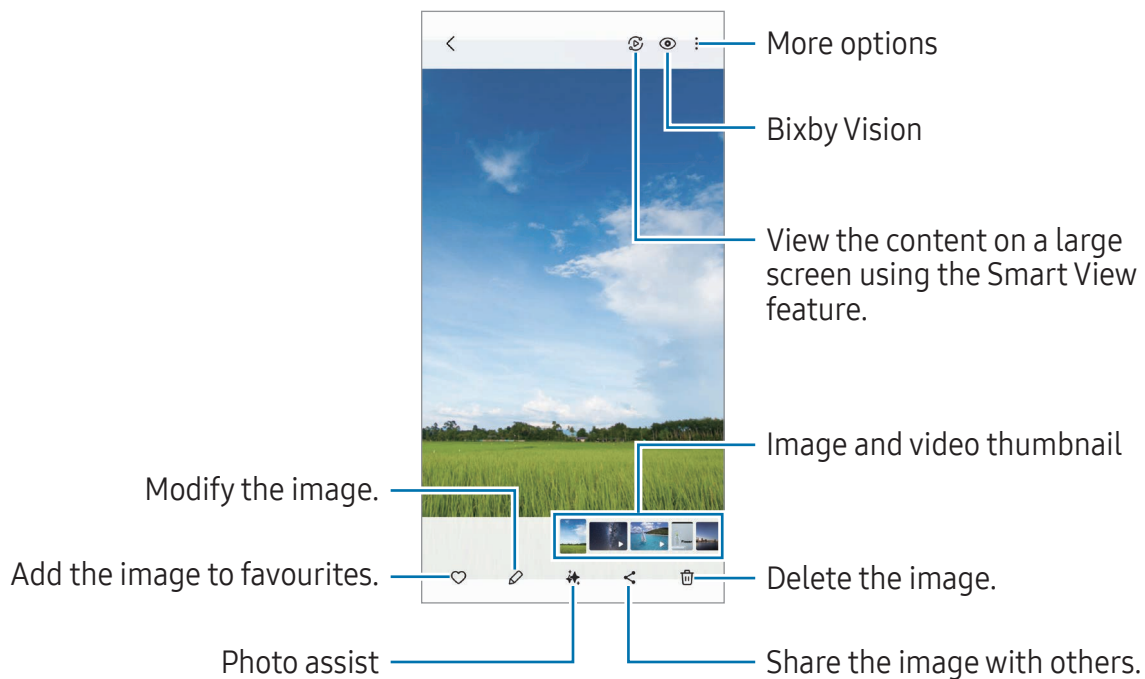 More options
Bixby Vision
View the content on a large
screen using the Smart View
feature.
Image and video thumbnail
Modify the image.
Add the image to favourites.
Delete the image.
Photo assist
Share the image with others.